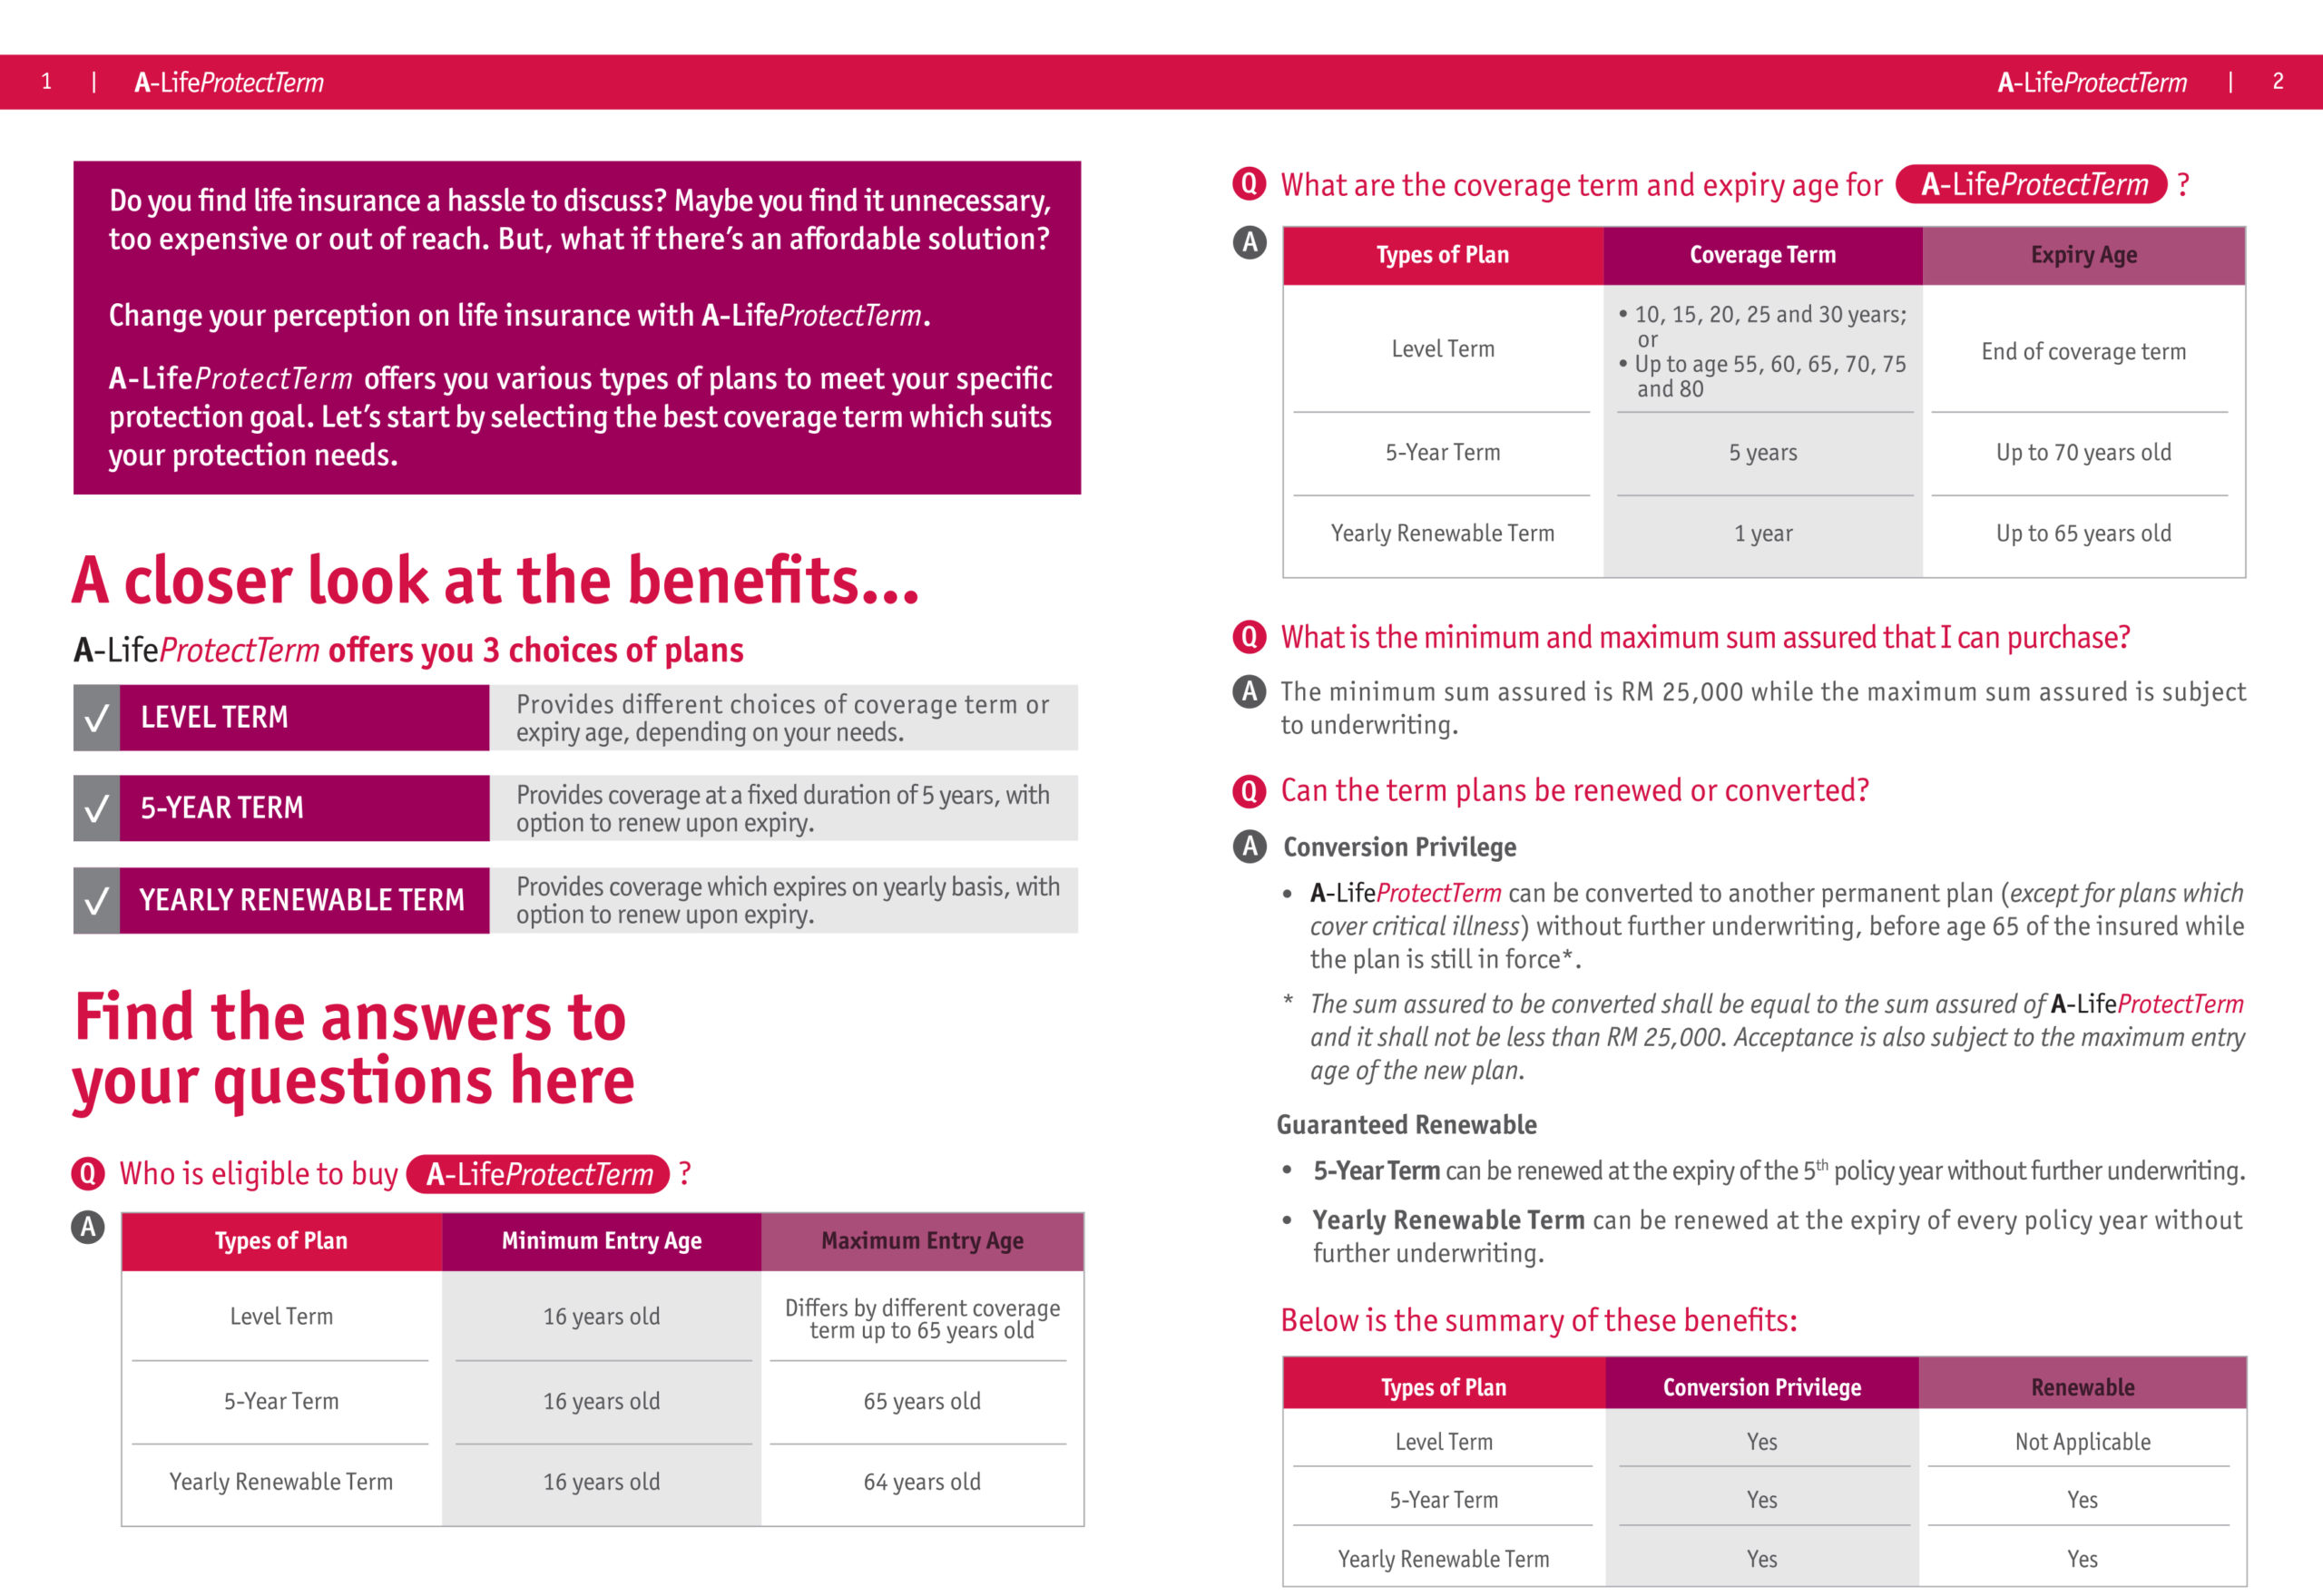 1 | A-LifeProtectTerm
Do you find life insurance a hassle to discuss? Maybe you find it unnecessary,
too expensive or out of reach. But, what if there's an affordable solution?
Change your perception on life insurance with A-LifeProtectTerm.
A-LifeProtectTerm offers you various types of plans to meet your specific
protection goal. Let's start by selecting the best coverage term which suits
your protection needs.
A closer look at the benefits...
A-LifeProtectTerm offers you 3 choices of plans
✓ LEVEL TERM
Provides different choices of coverage term or
expiry age, depending on your needs.
✓ 5-YEAR TERM
Provides coverage at a fixed duration of 5 years, with
option to renew upon expiry.
✓ YEARLY RENEWABLE TERM
Provides coverage which expires on yearly basis, with
option to renew upon expiry.
Find the answers to
your questions here
Q Who is eligible to buy A-LifeProtectTerm ?
A
Types of Plan Minimum Entry Age Maximum Entry Age
Level Term 16 years old
Differs by different coverage
term up to 65 years old
5-Year Term 16 years old 65 years old
Yearly Renewable Term 16 years old 64 years old
A-LifeProtectTerm | 2
Q What are the coverage term and expiry age for A-LifeProtectTerm ?
A
Types of Plan Coverage Term Expiry Age
Level Term
• 10, 15, 20, 25 and 30 years;
or
• Up to age 55, 60, 65, 70, 75
and 80
End of coverage term
5-Year Term 5 years Up to 70 years old
Yearly Renewable Term 1 year Up to 65 years old
Q What is the minimum and maximum sum assured that I can purchase?
A The minimum sum assured is RM 25,000 while the maximum sum assured is subject
to underwriting.
Q Can the term plans be renewed or converted?
A Conversion Privilege
• A-LifeProtectTerm can be converted to another permanent plan (except for plans which
cover critical illness) without further underwriting, before age 65 of the insured while
the plan is still in force*.
* The sum assured to be converted shall be equal to the sum assured of A-LifeProtectTerm
and it shall not be less than RM 25,000. Acceptance is also subject to the maximum entry
age of the new plan.
Guaranteed Renewable
• 5-Year Term can be renewed at the expiry of the 5th policy year without further underwriting.
• Yearly Renewable Term can be renewed at the expiry of every policy year without
further underwriting.
Below is the summary of these benefits:
Types of Plan Conversion Privilege Renewable
Level Term Yes Not Applicable
5-Year Term Yes Yes
Yearly Renewable Term Yes Yes